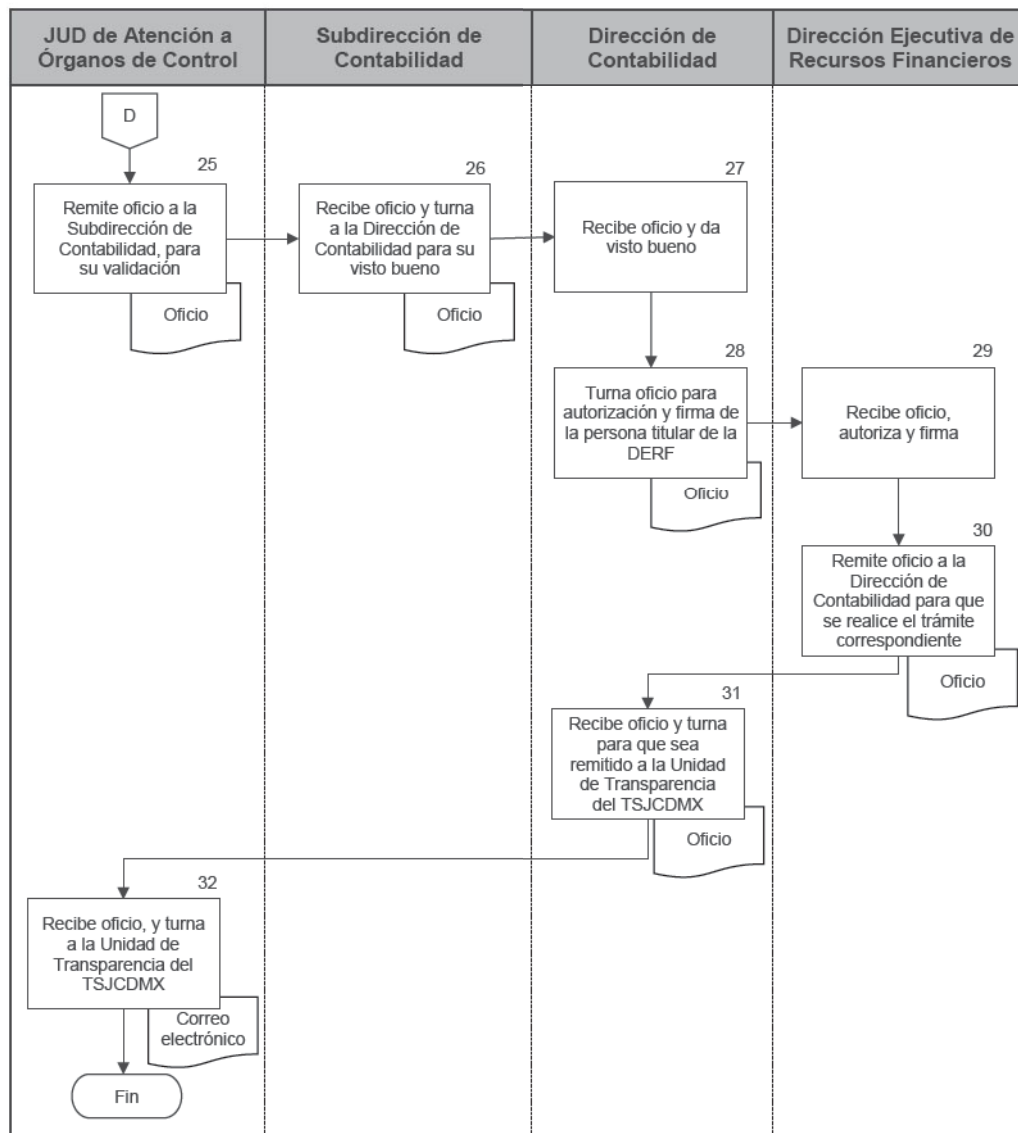 JUD de Atención a
Órganos de Control
Subdirección de
Contabilidad
Dirección de
Contabilidad
Dirección Ejecutiva de
Recursos Financieros
D
25
Remite oficio a la
Subdirección de
Contabilidad, para
su validación
Oficio
26
Recibe oficio y turna
a la Dirección de
Contabilidad para su
visto bueno
Oficio
27
Recibe oficio y da
visto bueno
28
Turna oficio para
autorización y firma de
la persona titular de la
DERF
Oficio
29
Recibe oficio,
autoriza y firma
30
Remite oficio a la
Dirección de
Contabilidad para que
se realice el trámite
correspondiente
Oficio
31
Recibe oficio y turna
para que sea
remitido a la Unidad
de Transparencia
del TSJCDMX
Oficio
32
Recibe oficio, y turna
a la Unidad de
Transparencia del
TSJCDMX
Correo
electrónico
Fin